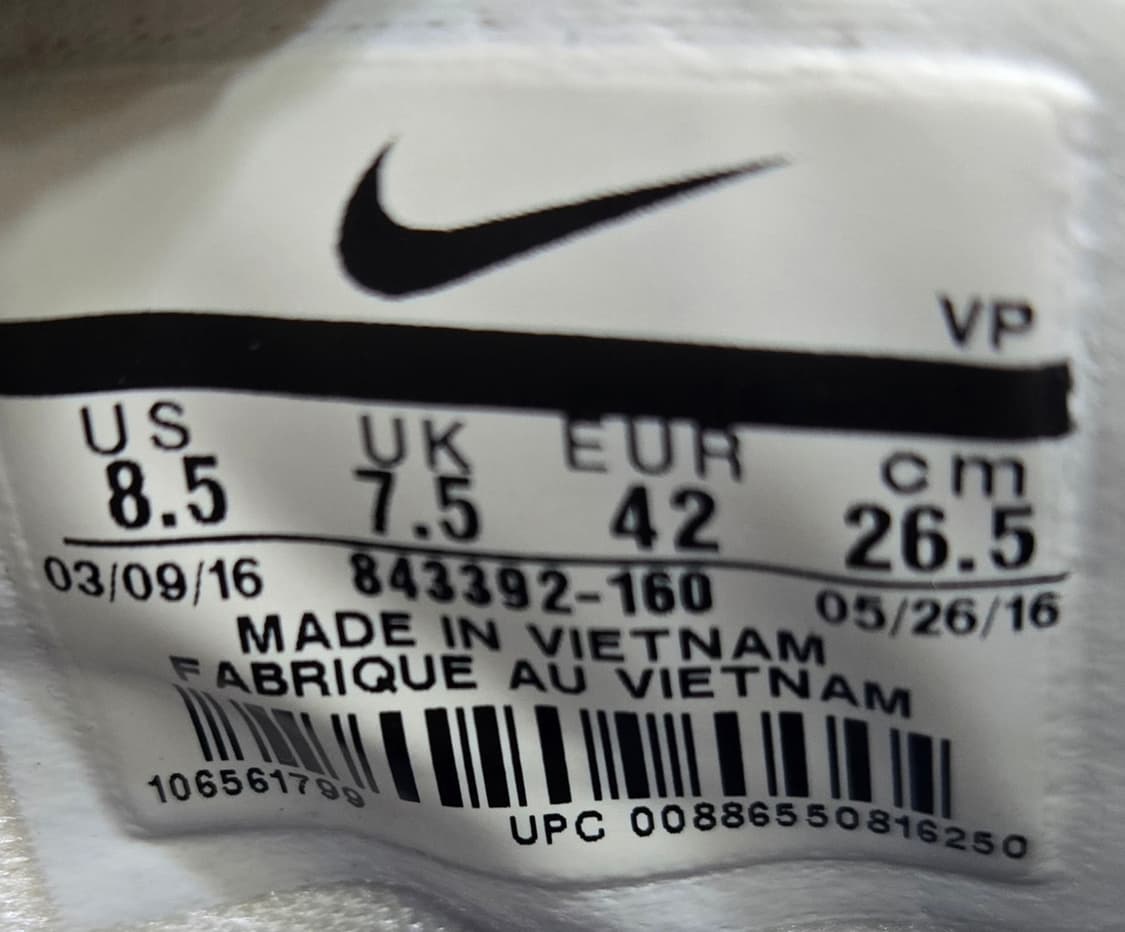 VP
US UK EUR cm
8.5 7.5 42 26.5
03/09/16 843392-160 05/26/16
MADE IN VIETNAM
FABRIQUE AU VIETNAM
106561799
UPC 00886550816250